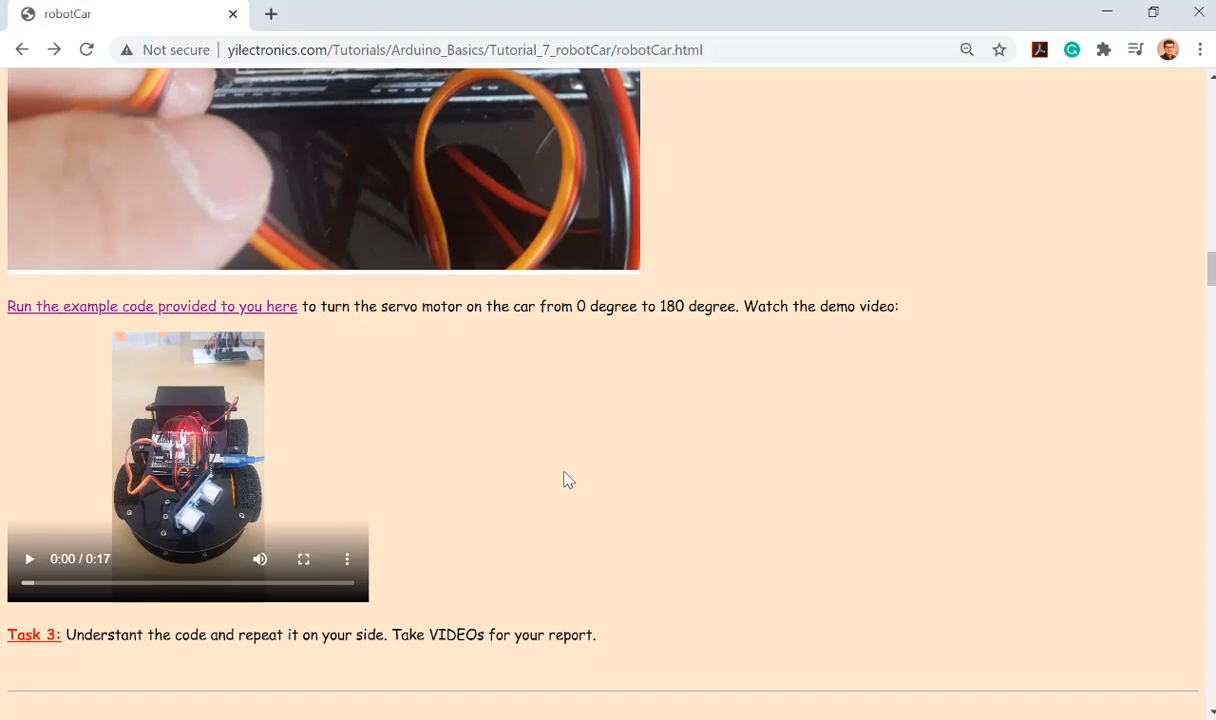 robotCar
Not secure yilectronics.com/Tutorials/Arduino_Basics/Tutorial_7_robotCar/robotCar.html
Run the example code provided to you here to turn the servo motor on the car from 0 degree to 180 degree. Watch the demo video:
0:00 / 0:17
Task 3: Understant the code and repeat it on your side. Take VIDEOs for your report.